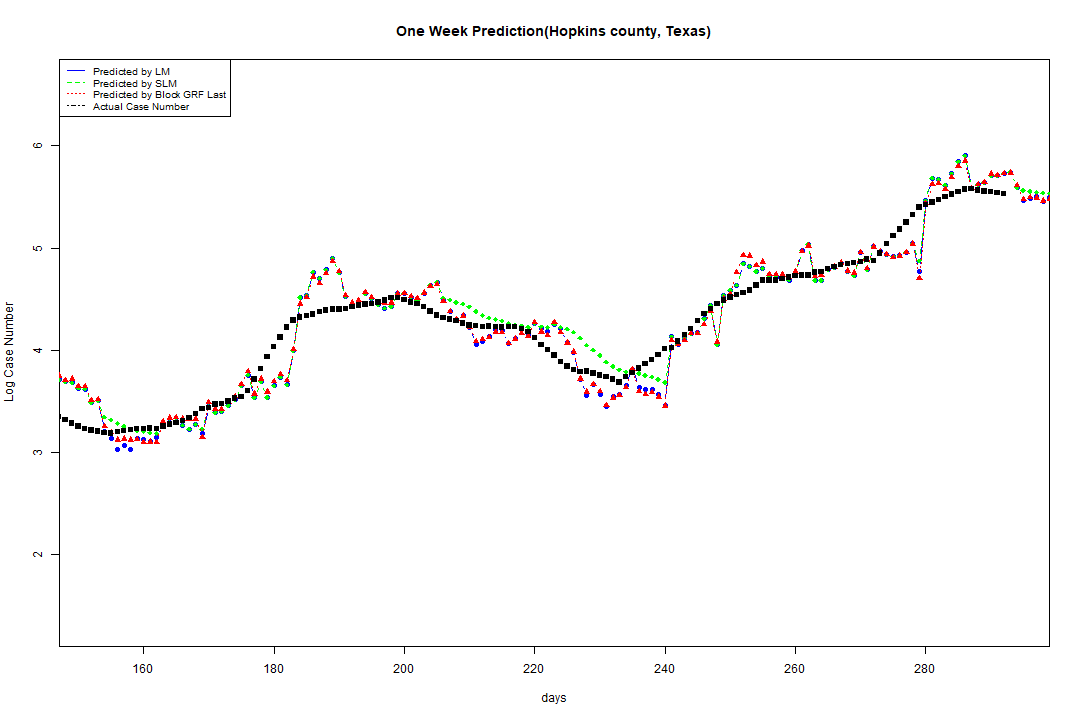 One Week Prediction(Hopkins county, Texas)
Predicted by LM
Predicted by SLM
Predicted by Block GRF Last
Actual Case Number
6
5
4
3
2
Log Case Number
160 180 200 220 240 260 280
days